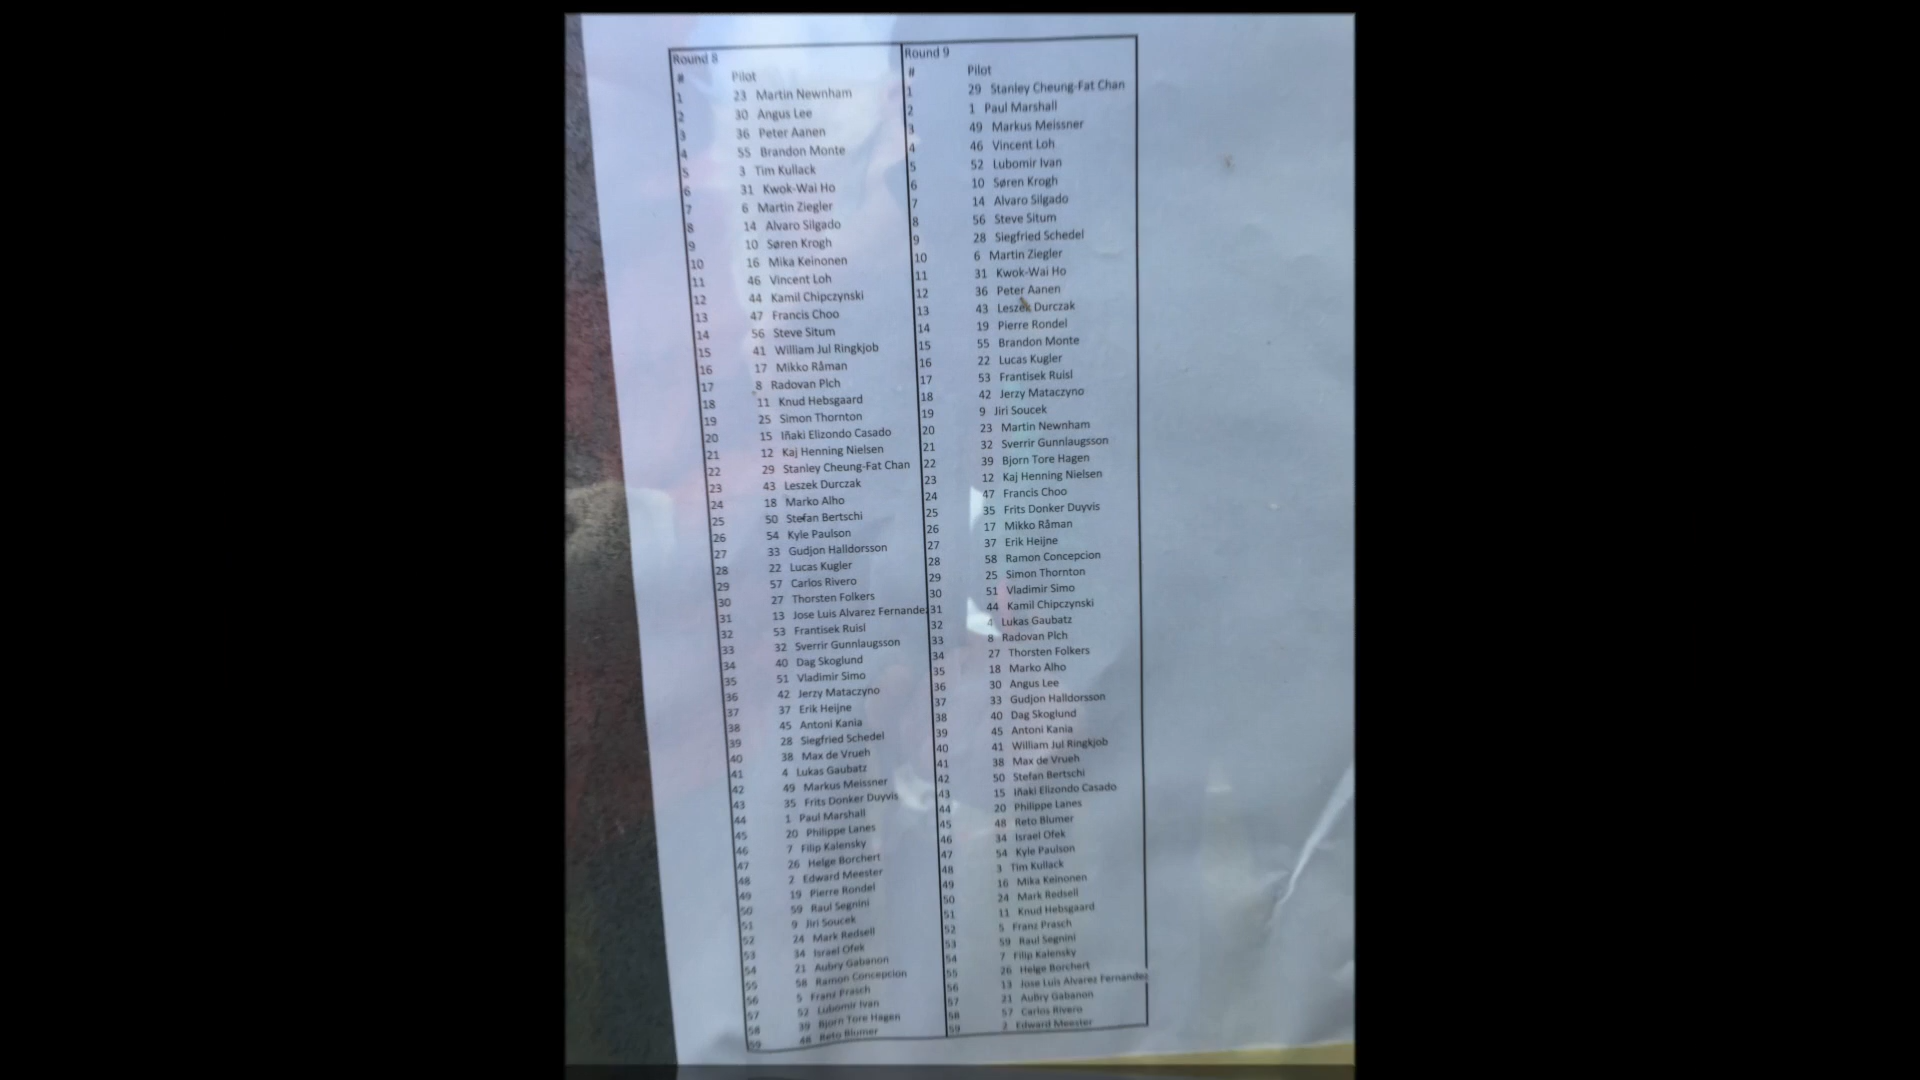 Round 8
# Pilot
1 23 Martin Newnham
2 30 Angus Lee
3 36 Peter Aanen
4 55 Brandon Monte
5 3 Tim Kullack
6 31 Kwok-Wai Ho
7 6 Martin Ziegler
8 14 Alvaro Silgado
9 10 Søren Krogh
10 16 Mika Keinonen
11 46 Vincent Loh
12 44 Kamil Chipczynski
13 47 Francis Choo
14 56 Steve Situm
15 41 William Jul Ringkjob
16 17 Mikko Råman
17 8 Radovan Plch
18 11 Knud Hebsgaard
19 25 Simon Thornton
20 15 Iñaki Elizondo Casado
21 12 Kaj Henning Nielsen
22 29 Stanley Cheung-Fat Chan
23 43 Leszek Durczak
24 18 Marko Alho
25 50 Stefan Bertschi
26 54 Kyle Paulson
27 33 Gudjon Halldorsson
28 22 Lucas Kugler
29 57 Carlos Rivero
30 27 Thorsten Folkers
31 13 Jose Luis Alvarez Fernande
32 53 Frantisek Ruisl
33 32 Sverrir Gunnlaugsson
34 40 Dag Skoglund
35 51 Vladimir Simo
36 42 Jerzy Mataczyno
37 37 Erik Heijne
38 45 Antoni Kania
39 28 Siegfried Schedel
40 38 Max de Vrueh
41 4 Lukas Gaubatz
42 49 Markus Meissner
43 35 Frits Donker Duyvis
44 1 Paul Marshall
45 20 Philippe Lanes
46 7 Filip Kalensky
47 26 Helge Borchert
48 2 Edward Meester
49 19 Pierre Rondel
50 59 Raul Segnini
51 9 Jiri Soucek
52 24 Mark Redsell
53 34 Israel Ofek
54 21 Aubry Gabanon
55 58 Ramon Concepcion
56 5 Franz Prasch
57 52 Lubomir Ivan
58 39 Bjorn Tore Hagen
59 48 Reto Blumer
Round 9
# Pilot
1 29 Stanley Cheung-Fat Chan
2 1 Paul Marshall
3 49 Markus Meissner
4 46 Vincent Loh
5 52 Lubomir Ivan
6 10 Søren Krogh
7 14 Alvaro Silgado
8 56 Steve Situm
9 28 Siegfried Schedel
10 6 Martin Ziegler
11 31 Kwok-Wai Ho
12 36 Peter Aanen
13 43 Leszek Durczak
14 19 Pierre Rondel
15 55 Brandon Monte
16 22 Lucas Kugler
17 53 Frantisek Ruisl
18 42 Jerzy Mataczyno
19 9 Jiri Soucek
20 23 Martin Newnham
21 32 Sverrir Gunnlaugsson
22 39 Bjorn Tore Hagen
23 12 Kaj Henning Nielsen
24 47 Francis Choo
25 35 Frits Donker Duyvis
26 17 Mikko Råman
27 37 Erik Heijne
28 58 Ramon Concepcion
29 25 Simon Thornton
30 51 Vladimir Simo
31 44 Kamil Chipczynski
32 4 Lukas Gaubatz
33 8 Radovan Plch
34 27 Thorsten Folkers
35 18 Marko Alho
36 30 Angus Lee
37 33 Gudjon Halldorsson
38 40 Dag Skoglund
39 45 Antoni Kania
40 41 William Jul Ringkjob
41 38 Max de Vrueh
42 50 Stefan Bertschi
43 15 Iñaki Elizondo Casado
44 20 Philippe Lanes
45 48 Reto Blumer
46 34 Israel Ofek
47 54 Kyle Paulson
48 3 Tim Kullack
49 16 Mika Keinonen
50 24 Mark Redsell
51 11 Knud Hebsgaard
52 5 Franz Prasch
53 59 Raul Segnini
54 7 Filip Kalensky
55 26 Helge Borchert
56 13 Jose Luis Alvarez Fernandez
57 21 Aubry Gabanon
58 57 Carlos Rivero
59 2 Edward Meester